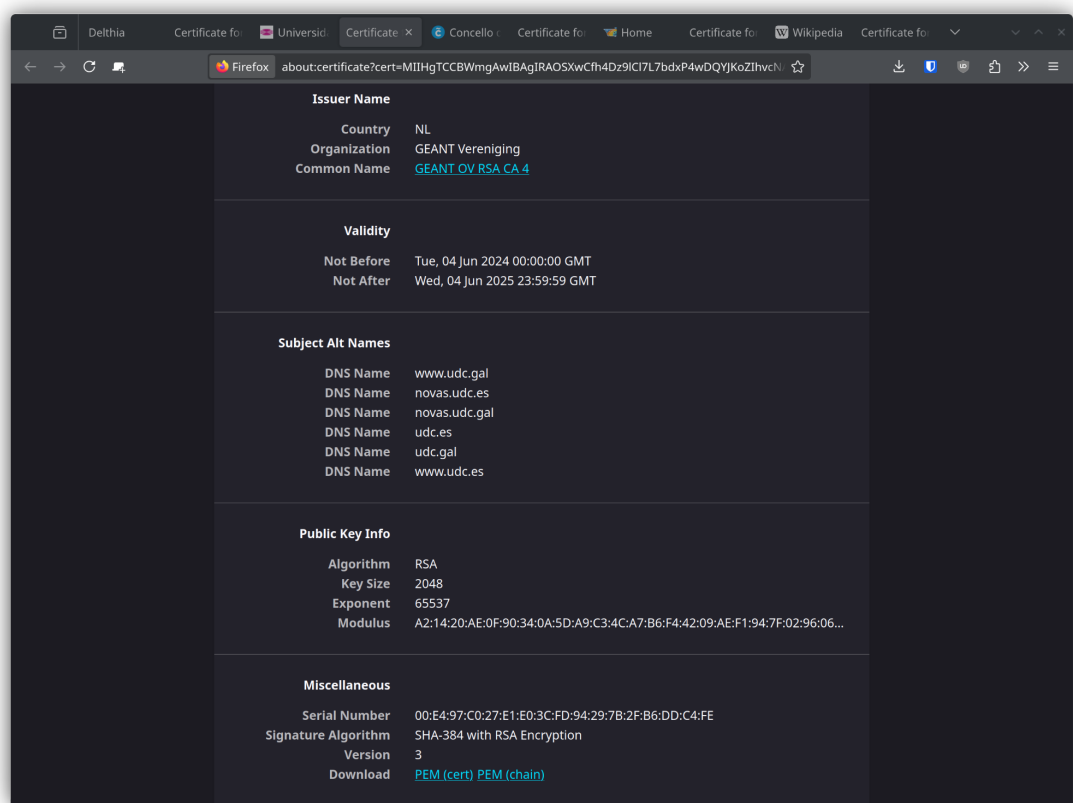 Delthia Certificate for Universid Certificate × Concello d Certificate for Home Certificate for Wikipedia Certificate for
Firefox about:certificate?cert=MIIHgTCCBWmgAwIBAgIRAOSXwCfh4Dz9lCl7L7bdxP4wDQYJKoZIhvcN
Issuer Name
Country NL
Organization GEANT Vereniging
Common Name GEANT OV RSA CA 4
Validity
Not Before Tue, 04 Jun 2024 00:00:00 GMT
Not After Wed, 04 Jun 2025 23:59:59 GMT
Subject Alt Names
DNS Name www.udc.gal
DNS Name novas.udc.es
DNS Name novas.udc.gal
DNS Name udc.es
DNS Name udc.gal
DNS Name www.udc.es
Public Key Info
Algorithm RSA
Key Size 2048
Exponent 65537
Modulus A2:14:20:AE:0F:90:34:0A:5D:A9:C3:4C:A7:B6:F4:42:09:AE:F1:94:7F:02:96:06...
Miscellaneous
Serial Number 00:E4:97:C0:27:E1:E0:3C:FD:94:29:7B:2F:B6:DD:C4:FE
Signature Algorithm SHA-384 with RSA Encryption
Version 3
Download PEM (cert) PEM (chain)